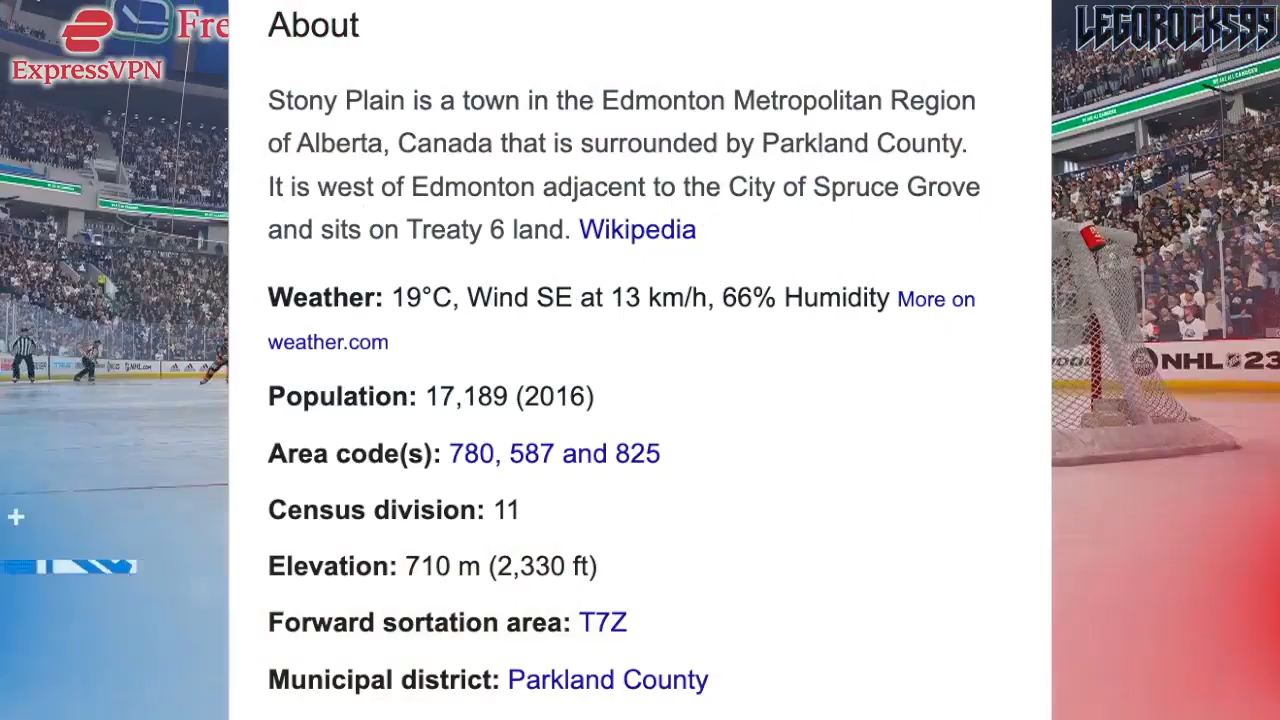 Fre
ExpressVPN
LEGOROCKS99
About
Stony Plain is a town in the Edmonton Metropolitan Region
of Alberta, Canada that is surrounded by Parkland County.
It is west of Edmonton adjacent to the City of Spruce Grove
and sits on Treaty 6 land. Wikipedia
Weather: 19°C, Wind SE at 13 km/h, 66% Humidity More on
weather.com
NHL 23
Population: 17,189 (2016)
Area code(s): 780, 587 and 825
Census division: 11
Elevation: 710 m (2,330 ft)
Forward sortation area: T7Z
Municipal district: Parkland County